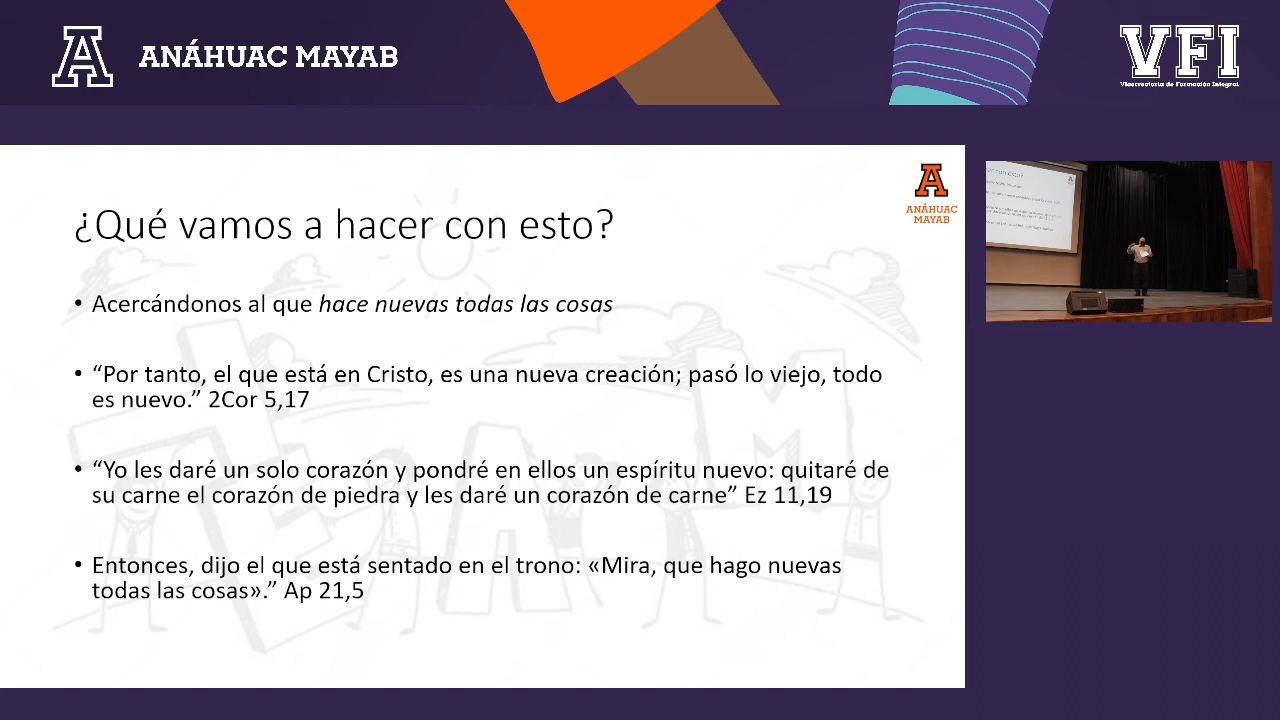 ANÁHUAC MAYAB
VFI
Vicerrectoría de Formación Integral
ANÁHUAC
MAYAB
¿Qué vamos a hacer con esto?
• Acercándonos al que hace nuevas todas las cosas
• “Por tanto, el que está en Cristo, es una nueva creación; pasó lo viejo, todo
es nuevo.” 2Cor 5,17
• “Yo les daré un solo corazón y pondré en ellos un espíritu nuevo: quitaré de
su carne el corazón de piedra y les daré un corazón de carne” Ez 11,19
• Entonces, dijo el que está sentado en el trono: «Mira, que hago nuevas
todas las cosas».” Ap 21,5
TEAM